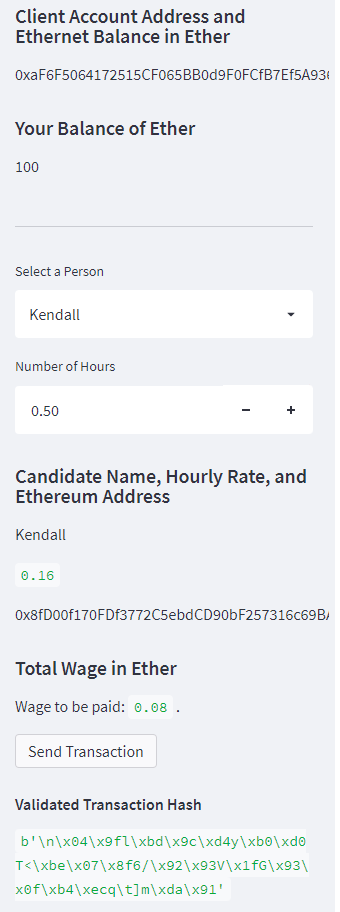 Client Account Address and
Ethernet Balance in Ether
0xaF6F5064172515CF065BB0d9F0FCfB7Ef5A936
Your Balance of Ether
100
Select a Person
Kendall
Number of Hours
0.50
Candidate Name, Hourly Rate, and
Ethereum Address
Kendall
0.16
0x8fD00f170FDf3772C5ebdCD90bF257316c69BA
Total Wage in Ether
Wage to be paid: 0.08 .
Send Transaction
Validated Transaction Hash
b'\n\x04\x9fl\xbd\x9c\xd4y\xb0\xd0
T<\xbe\x07\x8f6/\x92\x93V\x1fG\x93\
x0f\xb4\xecq\t]m\xda\x91'